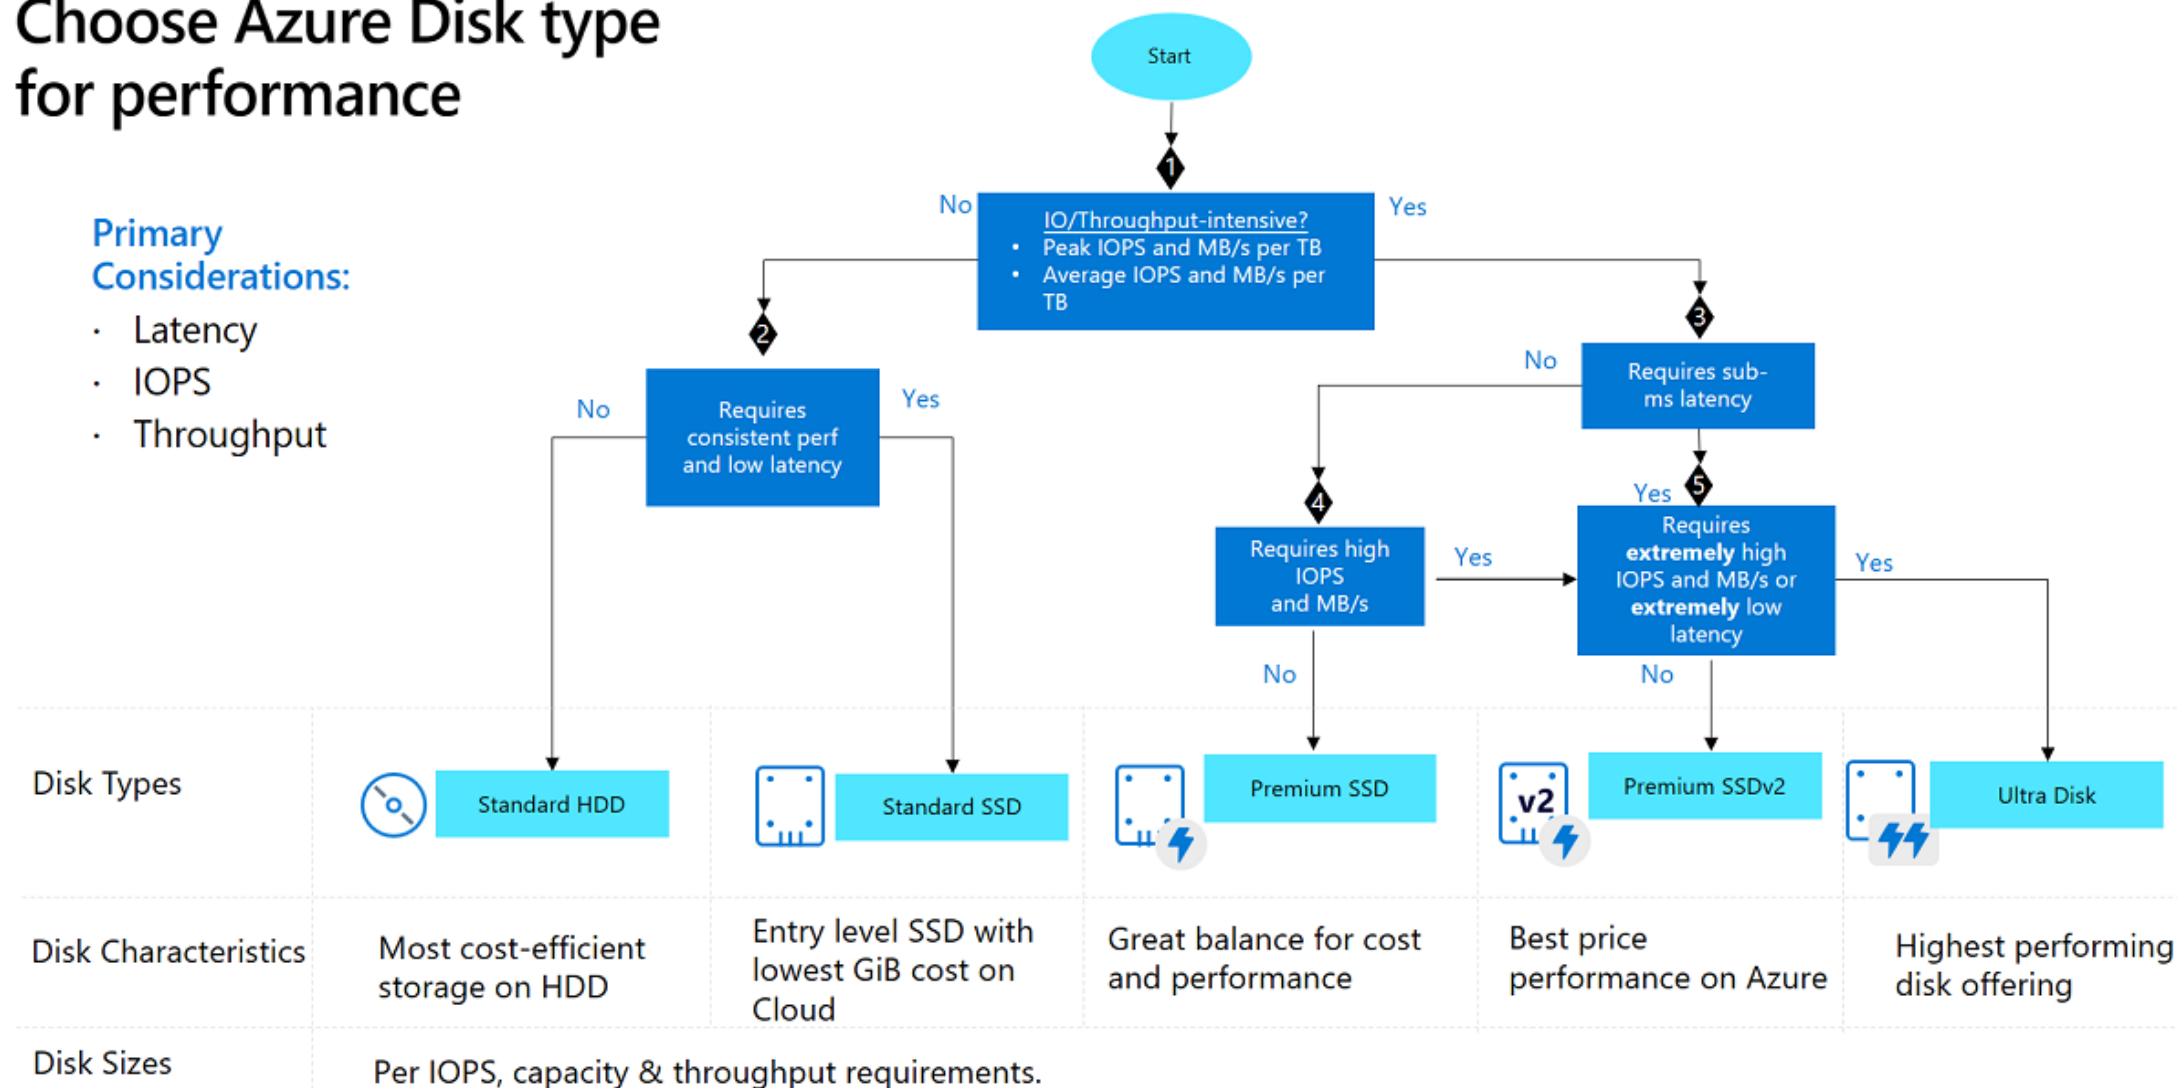 Choose Azure Disk type
for performance
Start
1
No
Yes
IO/Throughput-intensive?
• Peak IOPS and MB/s per TB
• Average IOPS and MB/s per
TB
Primary
Considerations:
· Latency
· IOPS
· Throughput
2
3
No
Yes
Requires
consistent perf
and low latency
No
Requires sub-
ms latency
4
Yes
5
Requires high
IOPS
and MB/s
Yes
No
Requires
extremely high
IOPS and MB/s or
extremely low
latency
Yes
No
Disk Types
Standard HDD
Standard SSD
Premium SSD
v2
Premium SSDv2
Ultra Disk
Disk Characteristics
Most cost-efficient
storage on HDD
Entry level SSD with
lowest GiB cost on
Cloud
Great balance for cost
and performance
Best price
performance on Azure
Highest performing
disk offering
Disk Sizes
Per IOPS, capacity & throughput requirements.